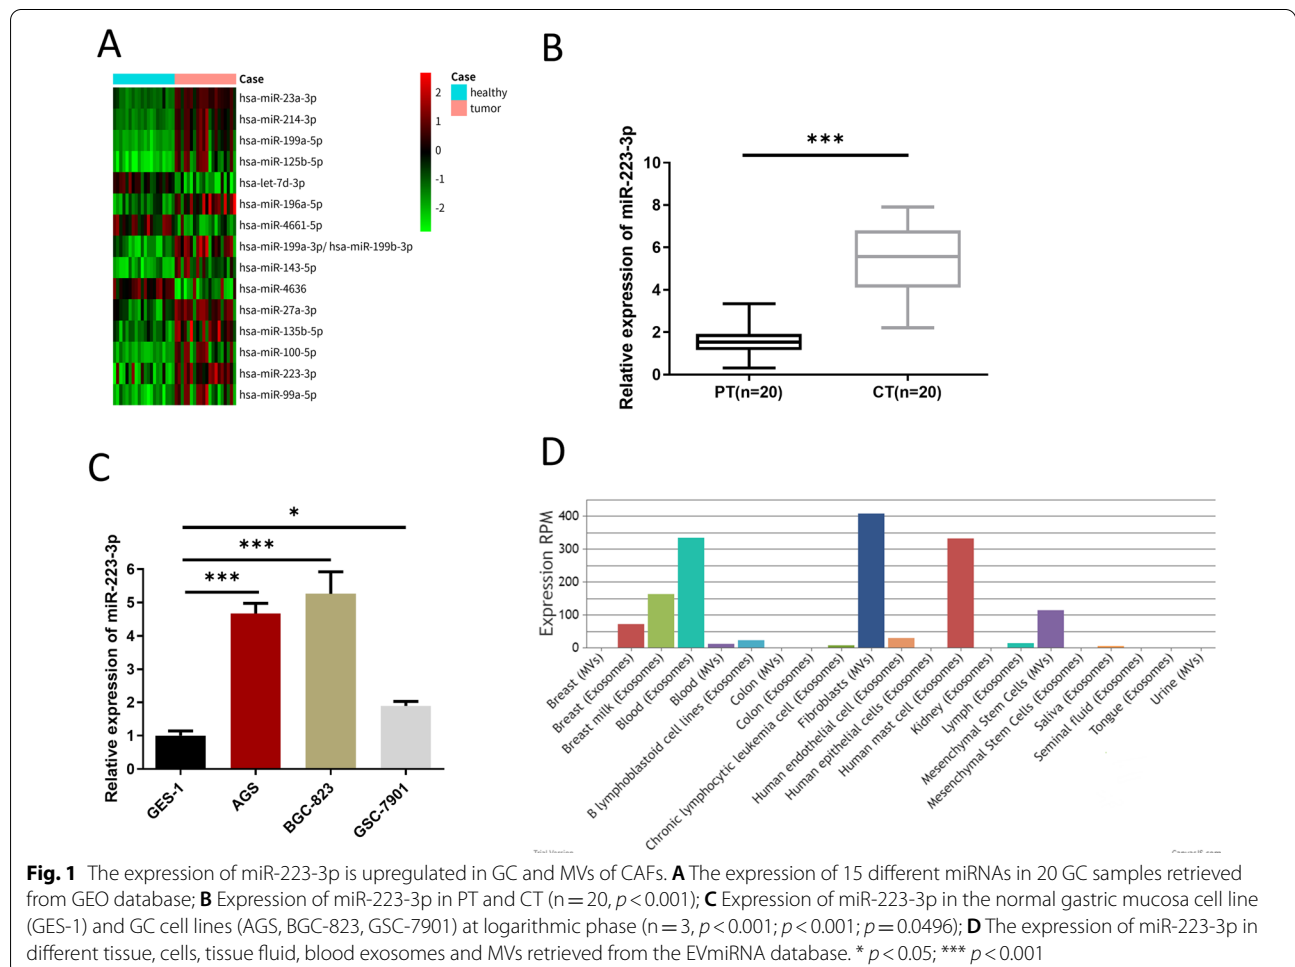 A
Case
hsa-miR-23a-3p
hsa-miR-214-3p
hsa-miR-199a-5p
hsa-miR-125b-5p
hsa-let-7d-3p
hsa-miR-196a-5p
hsa-miR-4661-5p
hsa-miR-199a-3p/ hsa-miR-199b-3p
hsa-miR-143-5p
hsa-miR-4636
hsa-miR-27a-3p
hsa-miR-135b-5p
hsa-miR-100-5p
hsa-miR-223-3p
hsa-miR-99a-5p
2
1
0
-1
-2
Case
healthy
tumor
B
Relative expression of miR-223-3p
10
8
6
4
2
0
***
PT(n=20)
CT(n=20)
C
Relative expression of miR-223-3p
6
5
4
3
2
1
0
*
***
***
GES-1
AGS
BGC-823
GSC-7901
D
Expression RPM
400
300
200
100
0
Breast (MVs)
Breast (Exosomes)
Breast milk (Exosomes)
Blood (Exosomes)
Blood (MVs)
B lymphoblastoid cell lines (Exosomes)
Colon (MVs)
Colon (Exosomes)
Chronic lymphocytic leukemia cell (Exosomes)
Fibroblasts (MVs)
Human endothelial cell (Exosomes)
Human epithelial cells (Exosomes)
Human mast cell (Exosomes)
Kidney (Exosomes)
Lymph (Exosomes)
Mesenchymal Stem Cells (MVs)
Mesenchymal Stem Cells (Exosomes)
Saliva (Exosomes)
Seminal fluid (Exosomes)
Tongue (Exosomes)
Urine (MVs)
Fig. 1 The expression of miR-223-3p is upregulated in GC and MVs of CAFs. A The expression of 15 different miRNAs in 20 GC samples retrieved
from GEO database; B Expression of miR-223-3p in PT and CT (n = 20, p < 0.001); C Expression of miR-223-3p in the normal gastric mucosa cell line
(GES-1) and GC cell lines (AGS, BGC-823, GSC-7901) at logarithmic phase (n = 3, p < 0.001; p < 0.001; p = 0.0496); D The expression of miR-223-3p in
different tissue, cells, tissue fluid, blood exosomes and MVs retrieved from the EVmiRNA database. * p < 0.05; *** p < 0.001